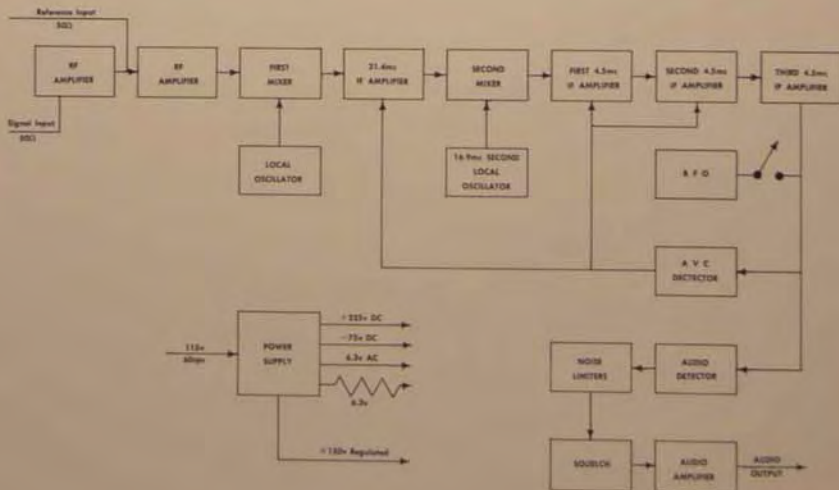 Reference Input
50Ω
RF
AMPLIFIER
RF
AMPLIFIER
FIRST
MIXER
21.4mc
IF AMPLIFIER
SECOND
MIXER
FIRST 4.5mc
IF AMPLIFIER
SECOND 4.5mc
IF AMPLIFIER
THIRD 4.5mc
IF AMPLIFIER
Signal Input
50Ω
LOCAL
OSCILLATOR
16.9mc SECOND
LOCAL
OSCILLATOR
B F O
A V C
DECTECTOR
115v
60cps
POWER
SUPPLY
+225v DC
-75v DC
6.3v AC
6.3v
+150v Regulated
NOISE
LIMITERS
AUDIO
DETECTOR
SQUELCH
AUDIO
AMPLIFIER
AUDIO
OUTPUT